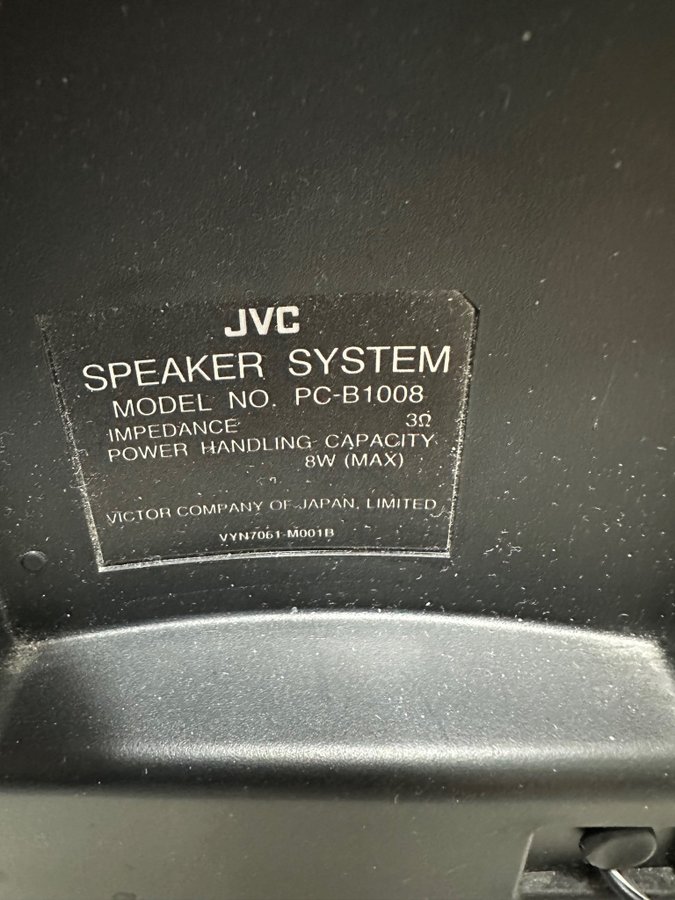 JVC
SPEAKER SYSTEM
MODEL NO. PC-B1008
IMPEDANCE 3Ω
POWER HANDLING CAPACITY
8W (MAX)
VICTOR COMPANY OF JAPAN, LIMITED
VYN7061-M001B